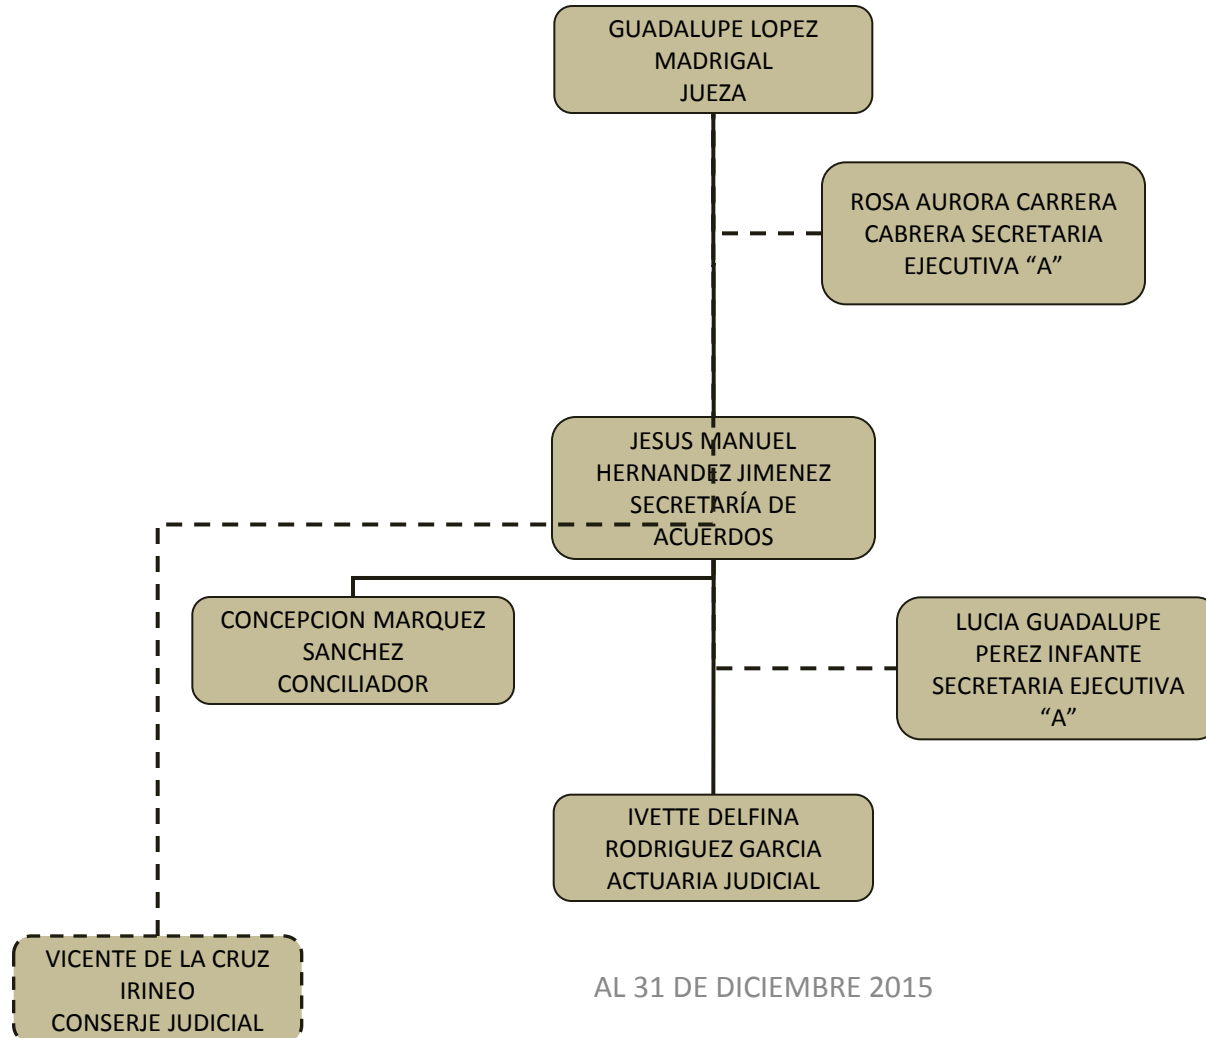 GUADALUPE LOPEZ
MADRIGAL
JUEZA
ROSA AURORA CARRERA
CABRERA SECRETARIA
EJECUTIVA “A”
JESUS MANUEL
HERNANDEZ JIMENEZ
SECRETARÍA DE
ACUERDOS
CONCEPCION MARQUEZ
SANCHEZ
CONCILIADOR
LUCIA GUADALUPE
PEREZ INFANTE
SECRETARIA EJECUTIVA
“A”
IVETTE DELFINA
RODRIGUEZ GARCIA
ACTUARIA JUDICIAL
VICENTE DE LA CRUZ
IRINEO
CONSERJE JUDICIAL
AL 31 DE DICIEMBRE 2015